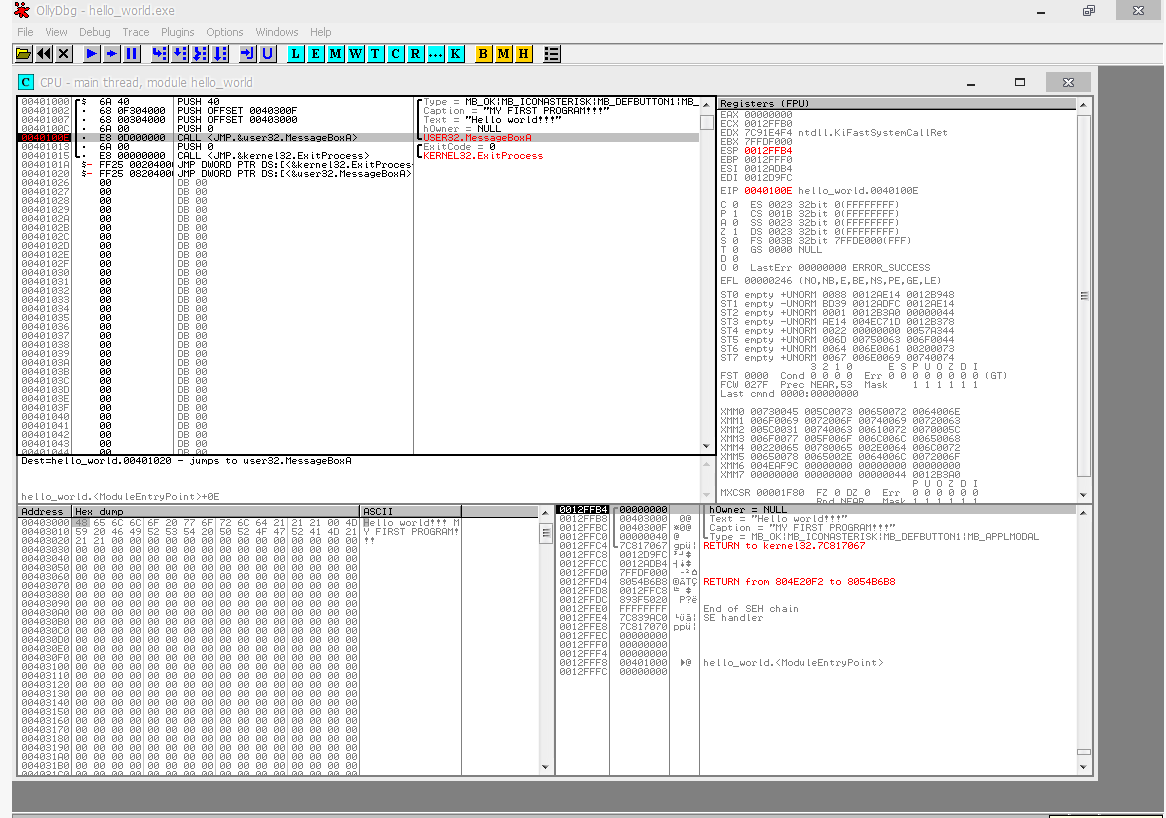 OllyDbg - hello_world.exe
File View Debug Trace Plugins Options Windows Help
L E M W T C R ... K B M H
C CPU - main thread, module hello_world
00401000 $ 6A 40 PUSH 40 Type = MB_OK|MB_ICONASTERISK|MB_DEFBUTTON1|MB_
00401002 . 68 0F304000 PUSH OFFSET 0040300F Caption = "MY FIRST PROGRAM!!!"
00401007 . 68 00304000 PUSH OFFSET 00403000 Text = "Hello world!!!"
0040100C . 6A 00 PUSH 0 hOwner = NULL
0040100E . E8 0D000000 CALL <JMP.&user32.MessageBoxA> USER32.MessageBoxA
00401013 . 6A 00 PUSH 0 ExitCode = 0
00401015 . E8 00000000 CALL <JMP.&kernel32.ExitProcess> KERNEL32.ExitProcess
0040101A $- FF25 00204000 JMP DWORD PTR DS:[<&kernel32.ExitProces
00401020 $- FF25 08204000 JMP DWORD PTR DS:[<&user32.MessageBoxA>
00401026 00 DB 00
00401027 00 DB 00
00401028 00 DB 00
00401029 00 DB 00
0040102A 00 DB 00
0040102B 00 DB 00
0040102C 00 DB 00
0040102D 00 DB 00
0040102E 00 DB 00
0040102F 00 DB 00
00401030 00 DB 00
00401031 00 DB 00
00401032 00 DB 00
00401033 00 DB 00
00401034 00 DB 00
00401035 00 DB 00
00401036 00 DB 00
00401037 00 DB 00
00401038 00 DB 00
00401039 00 DB 00
0040103A 00 DB 00
0040103B 00 DB 00
0040103C 00 DB 00
0040103D 00 DB 00
0040103E 00 DB 00
0040103F 00 DB 00
00401040 00 DB 00
00401041 00 DB 00
00401042 00 DB 00
00401043 00 DB 00
00401044 00 DB 00
Dest=hello_world.00401020 - jumps to user32.MessageBoxA
hello_world.<ModuleEntryPoint>+0E
Registers (FPU)
EAX 00000000
ECX 0012FFB0
EDX 7C91E4F4 ntdll.KiFastSystemCallRet
EBX 7FFDF000
ESP 0012FFB4
EBP 0012FFF0
ESI 0012ADB4
EDI 0012D9FC
EIP 0040100E hello_world.0040100E
C 0 ES 0023 32bit 0(FFFFFFFF)
P 1 CS 001B 32bit 0(FFFFFFFF)
A 0 SS 0023 32bit 0(FFFFFFFF)
Z 1 DS 0023 32bit 0(FFFFFFFF)
S 0 FS 003B 32bit 7FFDE000(FFF)
T 0 GS 0000 NULL
D 0
O 0 LastErr 00000000 ERROR_SUCCESS
EFL 00000246 (NO,NB,E,BE,NS,PE,GE,LE)
ST0 empty +UNORM 0088 0012AE14 0012B948
ST1 empty -UNORM BD39 0012ADFC 0012AE14
ST2 empty +UNORM 0001 0012B3A0 00000044
ST3 empty -UNORM AE14 004EC71D 0012B378
ST4 empty +UNORM 0022 00000000 0057A344
ST5 empty +UNORM 006D 00750063 006F0044
ST6 empty +UNORM 0064 006E0061 00200073
ST7 empty +UNORM 0067 006E0069 00740074
3 2 1 0 E S P U O Z D I
FST 0000 Cond 0 0 0 0 Err 0 0 0 0 0 0 0 0 (GT)
FCW 027F Prec NEAR,53 Mask 1 1 1 1 1 1
Last cmnd 0000:00000000
XMM0 00730045 005C0073 00650072 0064006E
XMM1 006F0069 0072006F 00740069 00720063
XMM2 005C0031 00740063 00610072 0070005C
XMM3 006F0077 005F006F 006C006C 00650068
XMM4 00220065 00780065 002E0064 006C0072
XMM5 00650078 0065002E 0064006C 0072006F
XMM6 004EAF9C 00000000 00000000 00000000
XMM7 00000000 00000000 00000044 0012B3A0
P U O Z D I
MXCSR 00001F80 FZ 0 DZ 0 Err 0 0 0 0 0 0
Rnd NEAR Mask 1 1 1 1 1 1
Address Hex dump ASCII
00403000 48 65 6C 6C 6F 20 77 6F 72 6C 64 21 21 21 00 4D Hello world!!! M
00403010 59 20 46 49 52 53 54 20 50 52 4F 47 52 41 4D 21 Y FIRST PROGRAM!
00403020 21 21 00 00 00 00 00 00 00 00 00 00 00 00 00 00 !!
00403030 00 00 00 00 00 00 00 00 00 00 00 00 00 00 00 00
00403040 00 00 00 00 00 00 00 00 00 00 00 00 00 00 00 00
00403050 00 00 00 00 00 00 00 00 00 00 00 00 00 00 00 00
00403060 00 00 00 00 00 00 00 00 00 00 00 00 00 00 00 00
00403070 00 00 00 00 00 00 00 00 00 00 00 00 00 00 00 00
00403080 00 00 00 00 00 00 00 00 00 00 00 00 00 00 00 00
00403090 00 00 00 00 00 00 00 00 00 00 00 00 00 00 00 00
004030A0 00 00 00 00 00 00 00 00 00 00 00 00 00 00 00 00
004030B0 00 00 00 00 00 00 00 00 00 00 00 00 00 00 00 00
004030C0 00 00 00 00 00 00 00 00 00 00 00 00 00 00 00 00
004030D0 00 00 00 00 00 00 00 00 00 00 00 00 00 00 00 00
004030E0 00 00 00 00 00 00 00 00 00 00 00 00 00 00 00 00
004030F0 00 00 00 00 00 00 00 00 00 00 00 00 00 00 00 00
00403100 00 00 00 00 00 00 00 00 00 00 00 00 00 00 00 00
00403110 00 00 00 00 00 00 00 00 00 00 00 00 00 00 00 00
00403120 00 00 00 00 00 00 00 00 00 00 00 00 00 00 00 00
00403130 00 00 00 00 00 00 00 00 00 00 00 00 00 00 00 00
00403140 00 00 00 00 00 00 00 00 00 00 00 00 00 00 00 00
00403150 00 00 00 00 00 00 00 00 00 00 00 00 00 00 00 00
00403160 00 00 00 00 00 00 00 00 00 00 00 00 00 00 00 00
00403170 00 00 00 00 00 00 00 00 00 00 00 00 00 00 00 00
00403180 00 00 00 00 00 00 00 00 00 00 00 00 00 00 00 00
00403190 00 00 00 00 00 00 00 00 00 00 00 00 00 00 00 00
004031A0 00 00 00 00 00 00 00 00 00 00 00 00 00 00 00 00
004031B0 00 00 00 00 00 00 00 00 00 00 00 00 00 00 00 00
004031C0 00 00 00 00 00 00 00 00 00 00 00 00 00 00 00 00
0012FFB4 00000000 hOwner = NULL
0012FFB8 00403000 Text = "Hello world!!!"
0012FFBC 0040300F Caption = "MY FIRST PROGRAM!!!"
0012FFC0 00000040 @ Type = MB_OK|MB_ICONASTERISK|MB_DEFBUTTON1|MB_APPLMODAL
0012FFC4 7C817067 gpü¦ RETURN to kernel32.7C817067
0012FFC8 0012D9FC
0012FFCC 0012ADB4
0012FFD0 7FFDF000
0012FFD4 8054B6B8 RETURN from 804E20F2 to 8054B6B8
0012FFD8 0012FFC8
0012FFDC 893F5020 P?ë
0012FFE0 FFFFFFFF End of SEH chain
0012FFE4 7C839AC0 SE handler
0012FFE8 7C817070 ppü¦
0012FFEC 00000000
0012FFF0 00000000
0012FFF4 00000000
0012FFF8 00401000 hello_world.<ModuleEntryPoint>
0012FFFC 00000000